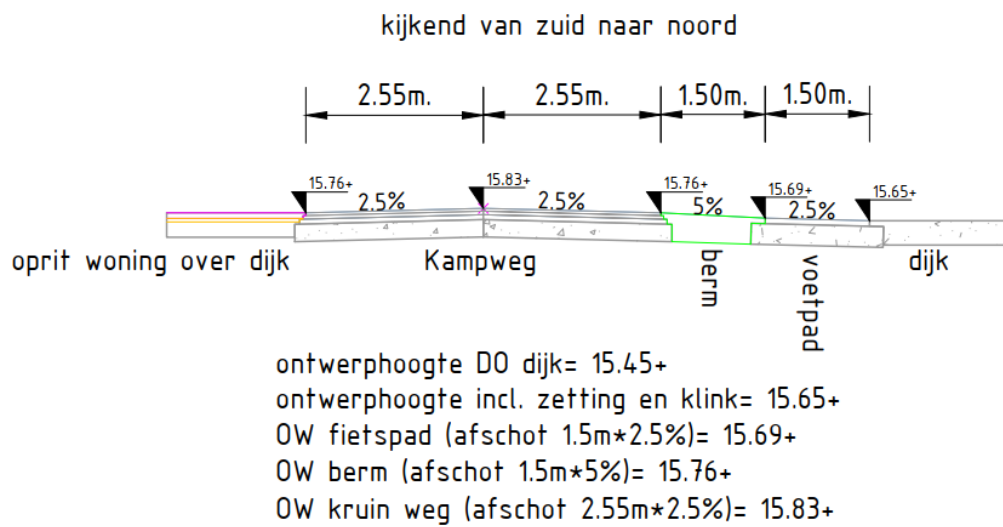 kijkend van zuid naar noord
2.55m. 2.55m. 1.50m. 1.50m.
15.76+ 15.83+ 15.76+ 15.69+ 15.65+
2.5% 2.5% 5% 2.5%
oprit woning over dijk Kampweg berm voetpad dijk
ontwerphoogte DO dijk= 15.45+
ontwerphoogte incl. zetting en klink= 15.65+
OW fietspad (afschot 1.5m*2.5%)= 15.69+
OW berm (afschot 1.5m*5%)= 15.76+
OW kruin weg (afschot 2.55m*2.5%)= 15.83+